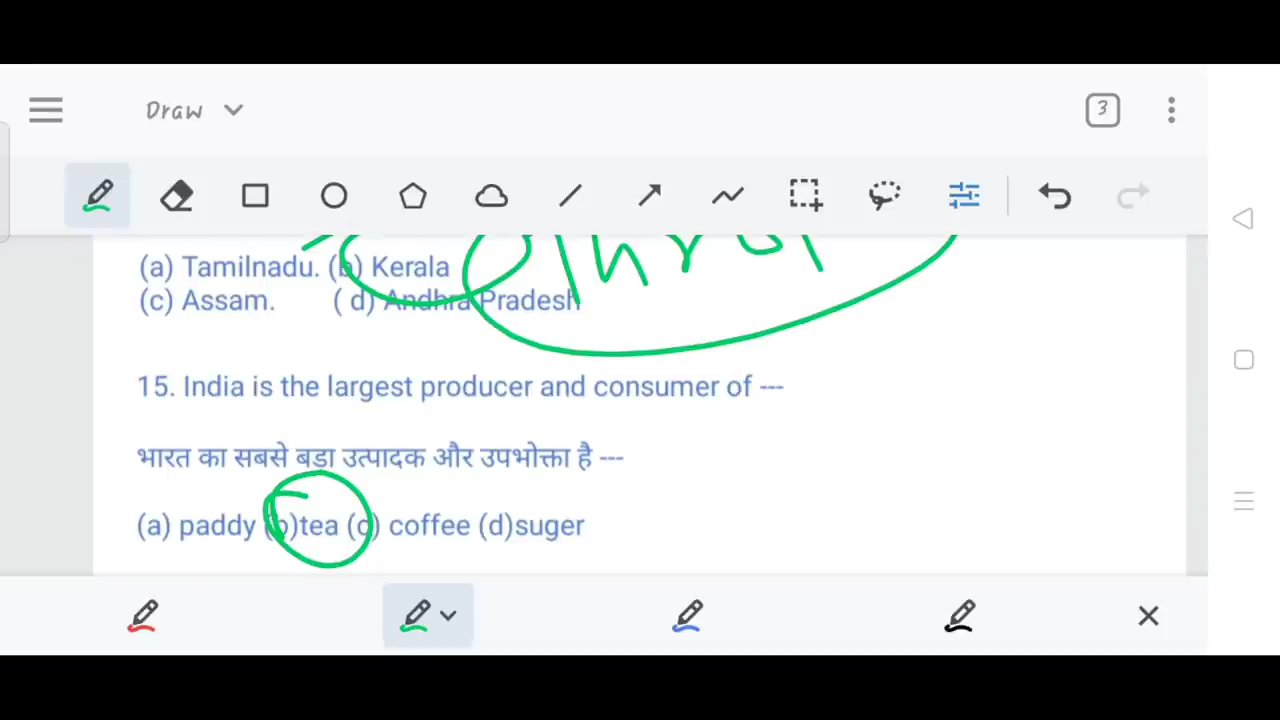 Draw
3
(a) Tamilnadu. (b) Kerala
(c) Assam. ( d) Andhra Pradesh
15. India is the largest producer and consumer of ---
भारत का सबसे बडा उत्पादक और उपभोक्ता है ---
(a) paddy (b)tea (c) coffee (d)suger